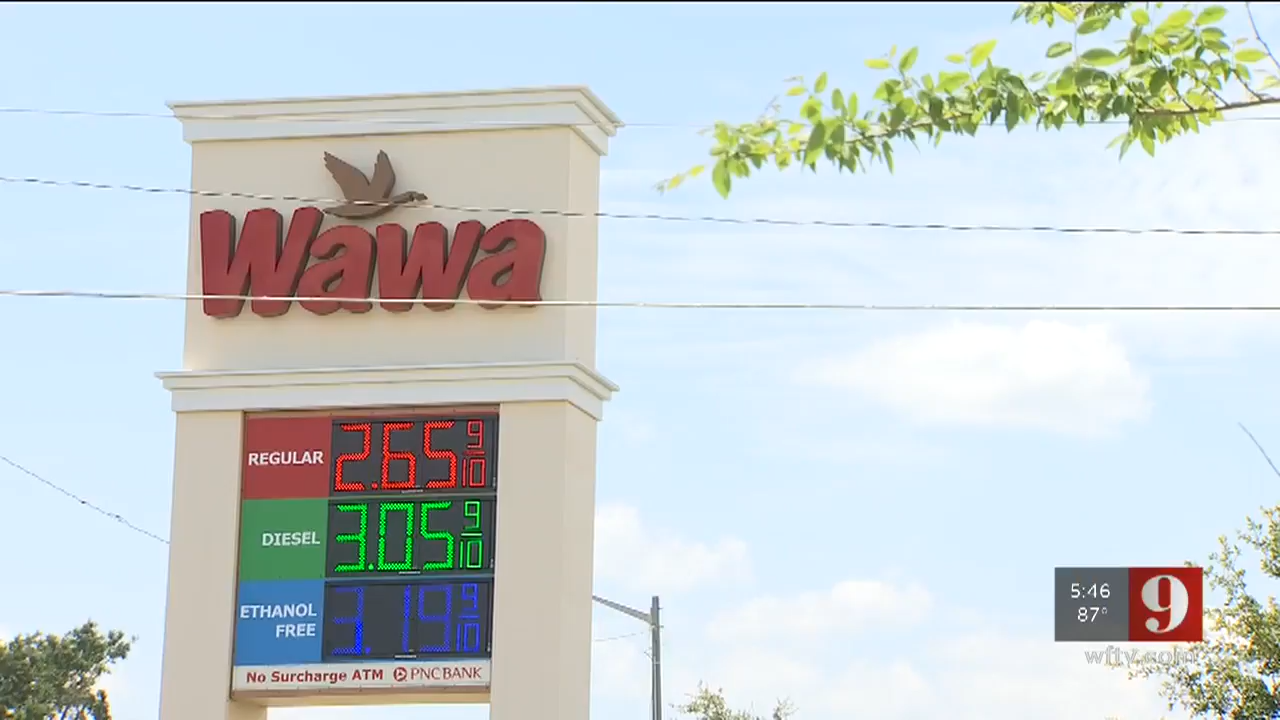 Wawa
REGULAR 2.65 9/10
DIESEL 3.05 9/10
ETHANOL
FREE 3.19 9/10
No Surcharge ATM PNC BANK
5:46
87°
9
wftv.com